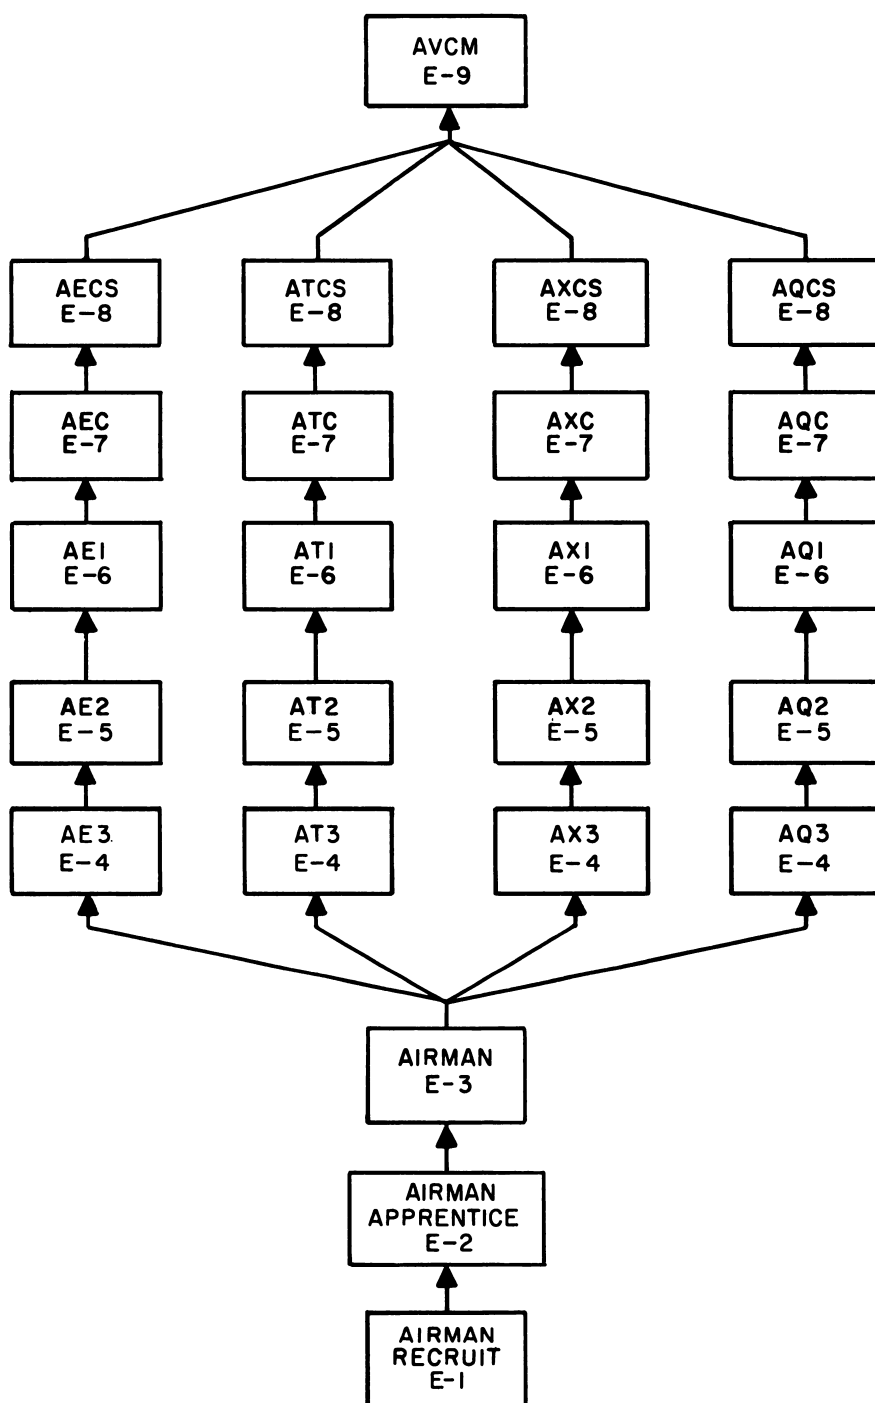 AVCM
E-9
AECS
E-8
ATCS
E-8
AXCS
E-8
AQCS
E-8
AEC
E-7
ATC
E-7
AXC
E-7
AQC
E-7
AE1
E-6
AT1
E-6
AX1
E-6
AQ1
E-6
AE2
E-5
AT2
E-5
AX2
E-5
AQ2
E-5
AE3
E-4
AT3
E-4
AX3
E-4
AQ3
E-4
AIRMAN
E-3
AIRMAN
APPRENTICE
E-2
AIRMAN
RECRUIT
E-1